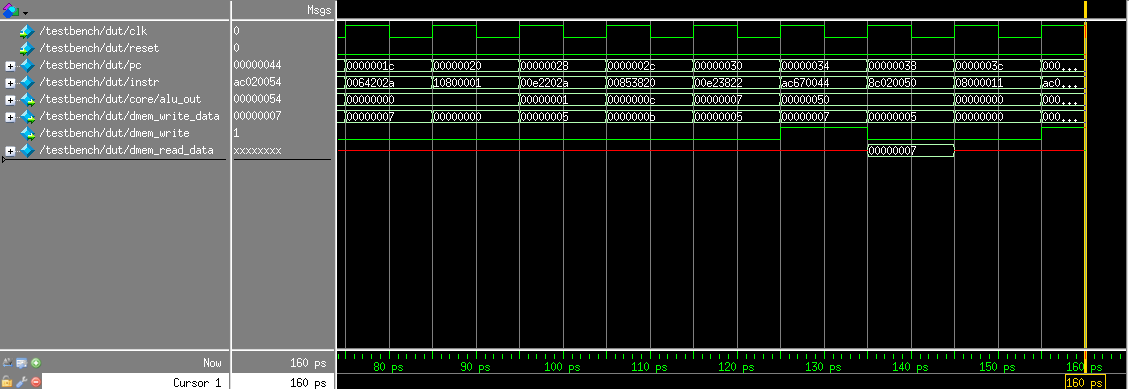 Msgs
/testbench/dut/clk 0
/testbench/dut/reset 0
/testbench/dut/pc 00000044 0000001c 00000020 00000028 0000002c 00000030 00000034 00000038 0000003c 000...
/testbench/dut/instr ac020054 0064202a 10800001 00e2202a 00853820 00e23822 ac670044 8c020050 08000011 ac0...
/testbench/dut/core/alu_out 00000054 00000000 00000001 0000000c 00000007 00000050 00000000 000...
/testbench/dut/dmem_write_data 00000007 00000007 00000000 00000005 0000000b 00000005 00000007 00000005 00000000 000...
/testbench/dut/dmem_write 1
/testbench/dut/dmem_read_data xxxxxxxx 00000007
Now 160 ps 80 ps 90 ps 100 ps 110 ps 120 ps 130 ps 140 ps 150 ps 160 ps
Cursor 1 160 ps 160 ps